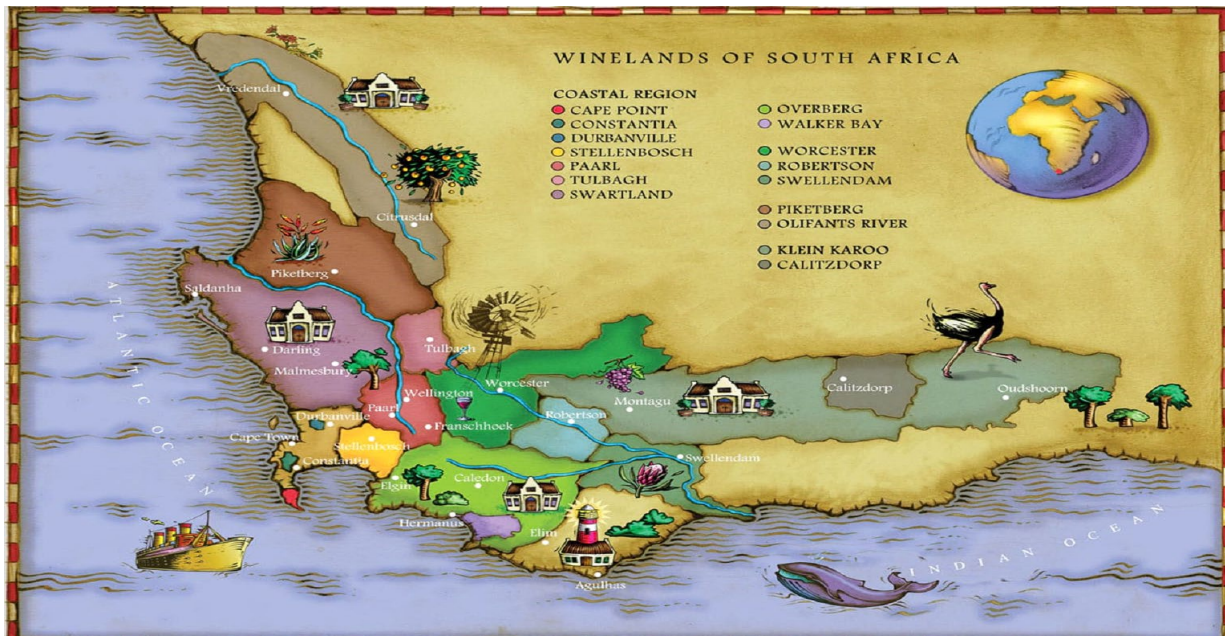 WINELANDS OF SOUTH AFRICA
COASTAL REGION
CAPE POINT
CONSTANTIA
DURBANVILLE
STELLENBOSCH
PAARL
TULBAGH
SWARTLAND
OVERBERG
WALKER BAY
WORCESTER
ROBERTSON
SWELLENDAM
PIKETBERG
OLIFANTS RIVER
KLEIN KAROO
CALITZDORP
Vredendal
Citrusdal
Piketberg
Saldanha
Darling
Malmesbury
Tulbagh
Wellington
Worcester
Paarl
Franschhoek
Durbanville
Cape Town
Stellenbosch
Constantia
Robertson
Montagu
Calitzdorp
Oudshoorn
Swellendam
Elgin
Caledon
Hermanus
Elim
Agulhas
ATLANTIC OCEAN
INDIAN OCEAN